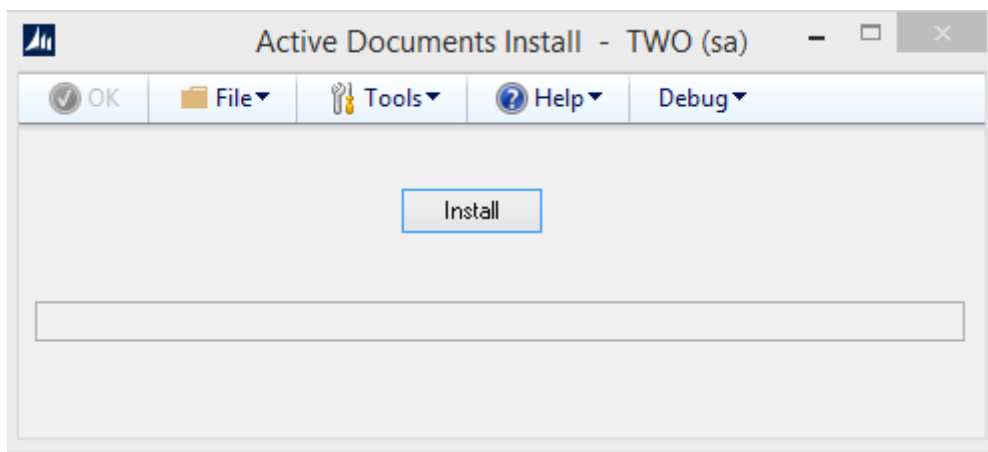 Active Documents Install - TWO (sa)
OK File Tools Help Debug
Install